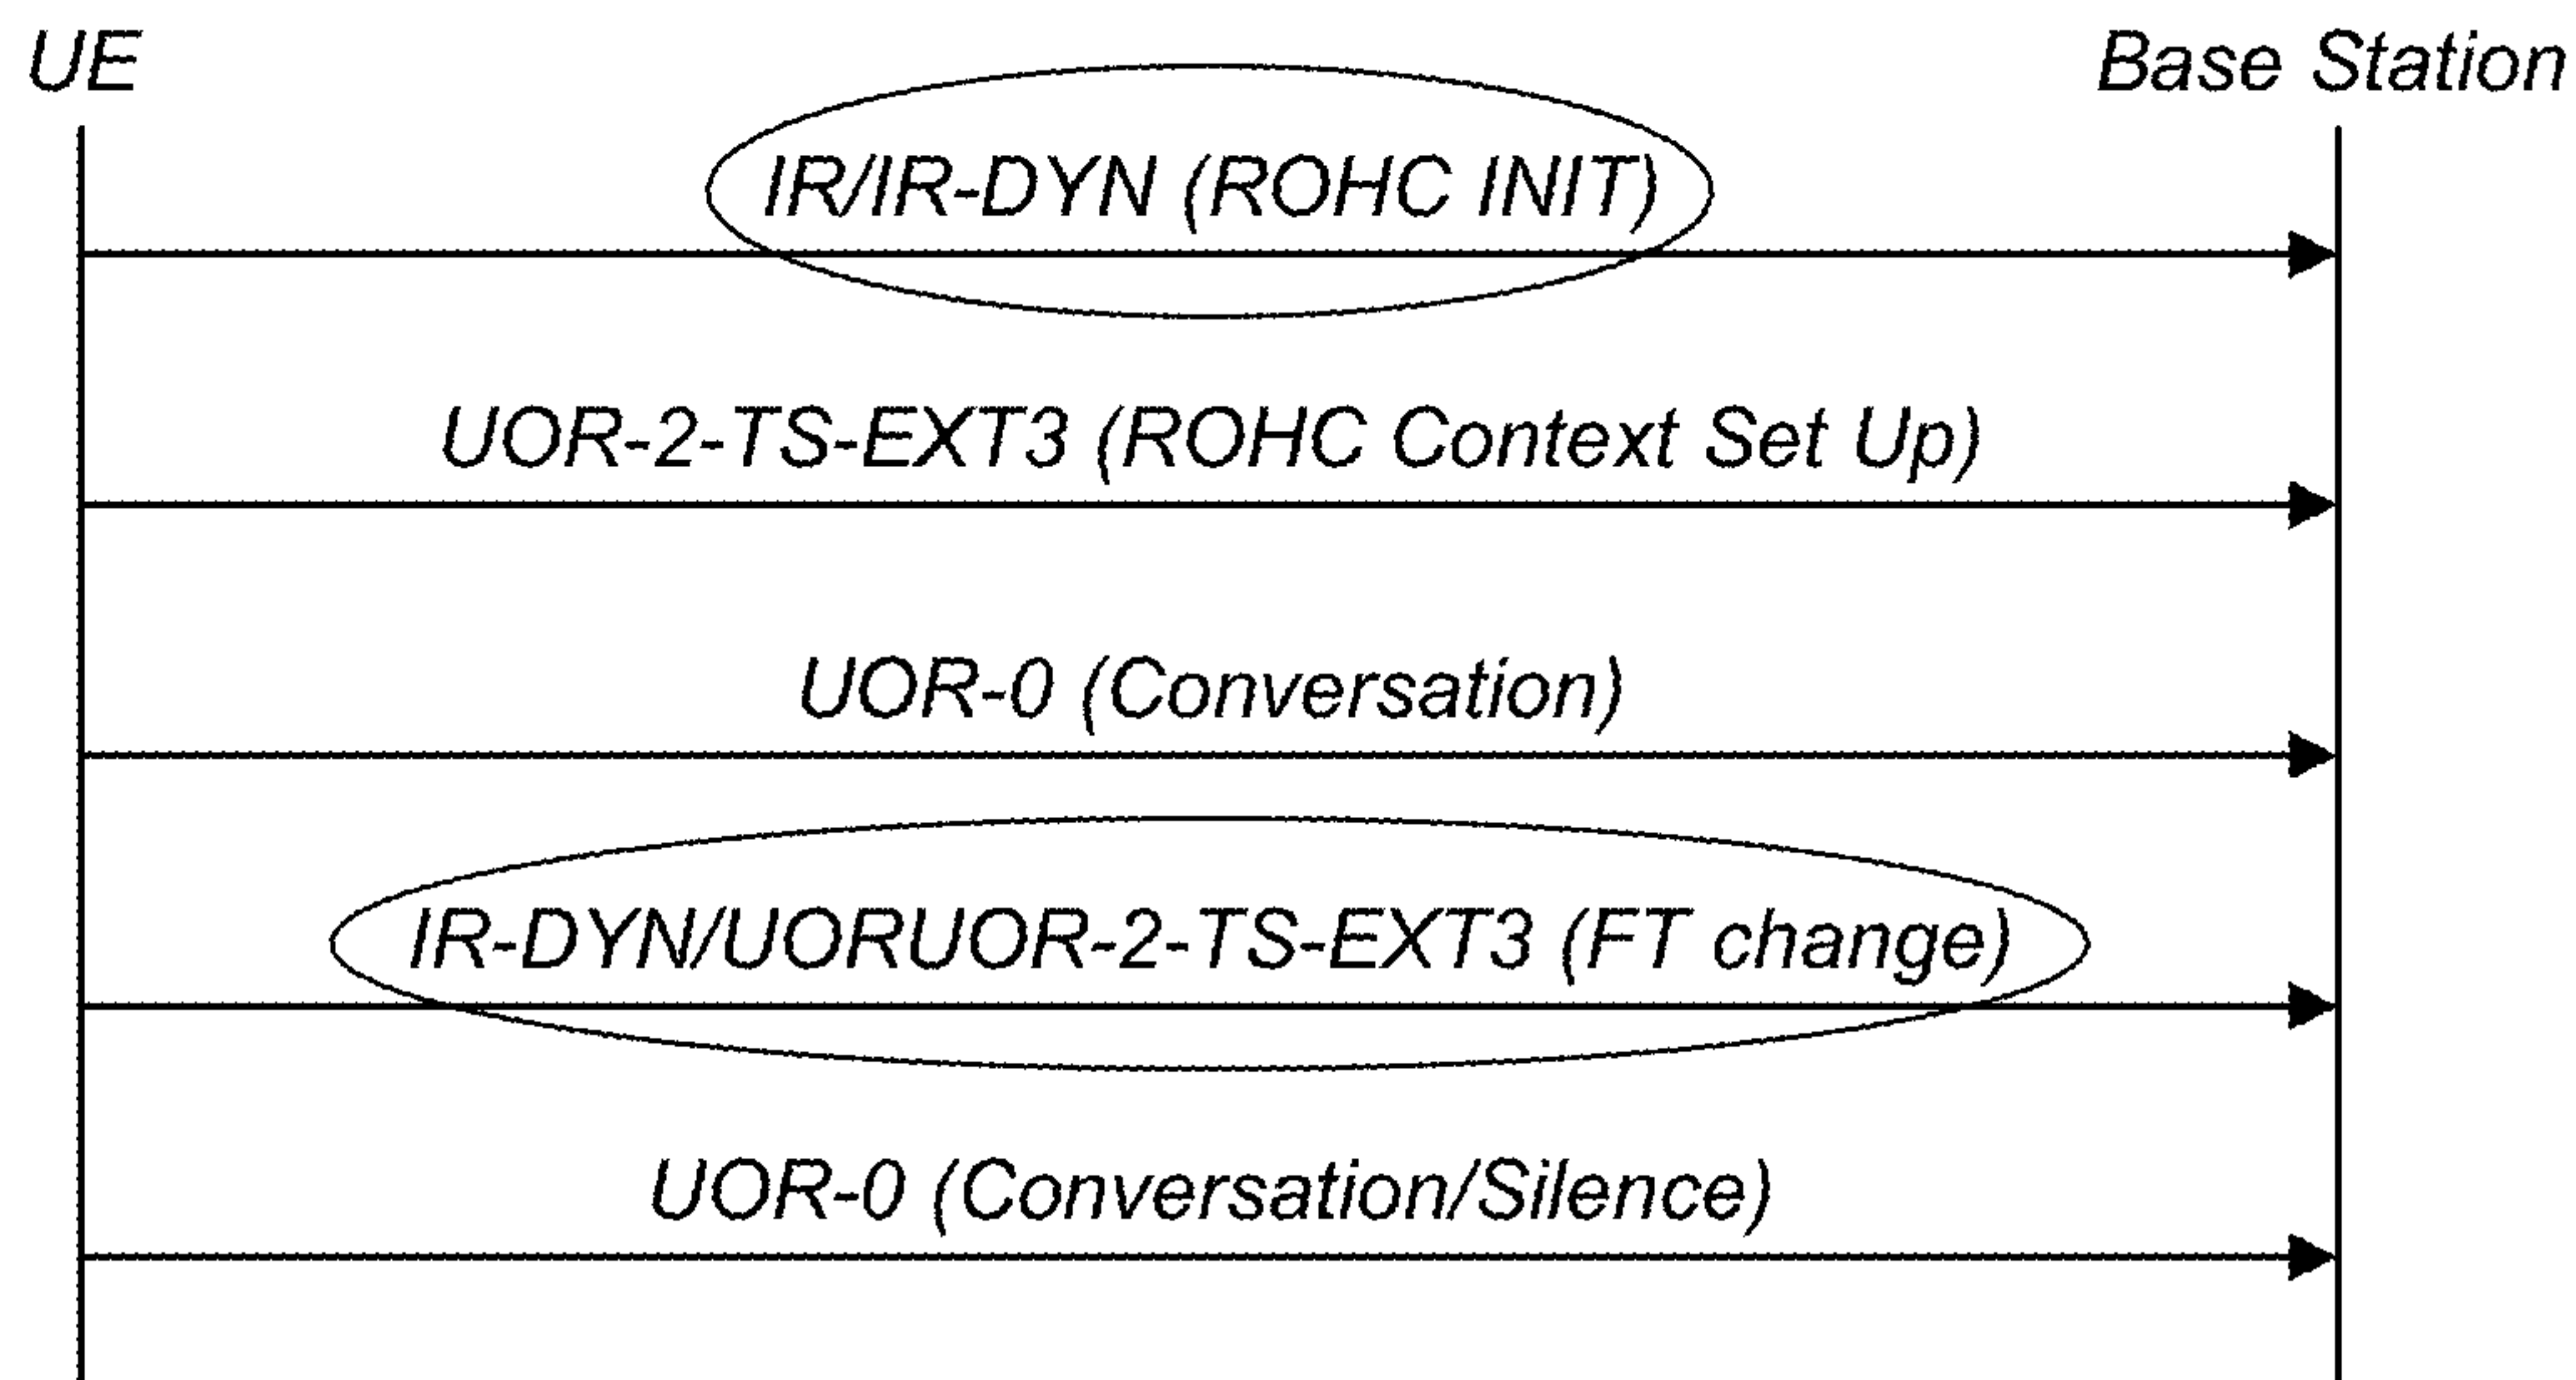 UE
Base Station
IR/IR-DYN (ROHC INIT)
UOR-2-TS-EXT3 (ROHC Context Set Up)
UOR-0 (Conversation)
IR-DYN/UORUOR-2-TS-EXT3 (FT change)
UOR-0 (Conversation/Silence)